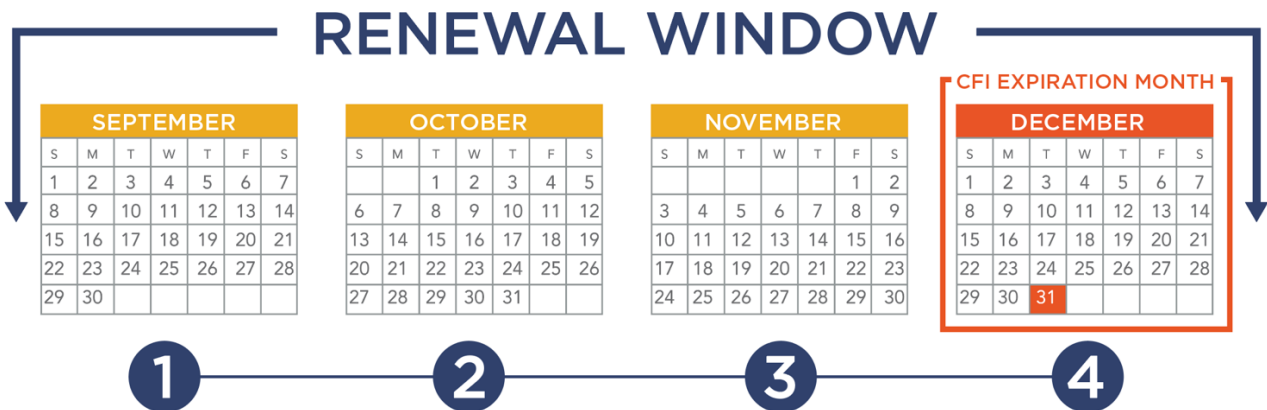 RENEWAL WINDOW
CFI EXPIRATION MONTH
SEPTEMBER
S M T W T F S
1 2 3 4 5 6 7
8 9 10 11 12 13 14
15 16 17 18 19 20 21
22 23 24 25 26 27 28
29 30
OCTOBER
S M T W T F S
1 2 3 4 5
6 7 8 9 10 11 12
13 14 15 16 17 18 19
20 21 22 23 24 25 26
27 28 29 30 31
NOVEMBER
S M T W T F S
1 2
3 4 5 6 7 8 9
10 11 12 13 14 15 16
17 18 19 20 21 22 23
24 25 26 27 28 29 30
DECEMBER
S M T W T F S
1 2 3 4 5 6 7
8 9 10 11 12 13 14
15 16 17 18 19 20 21
22 23 24 25 26 27 28
29 30 31
1 2 3 4